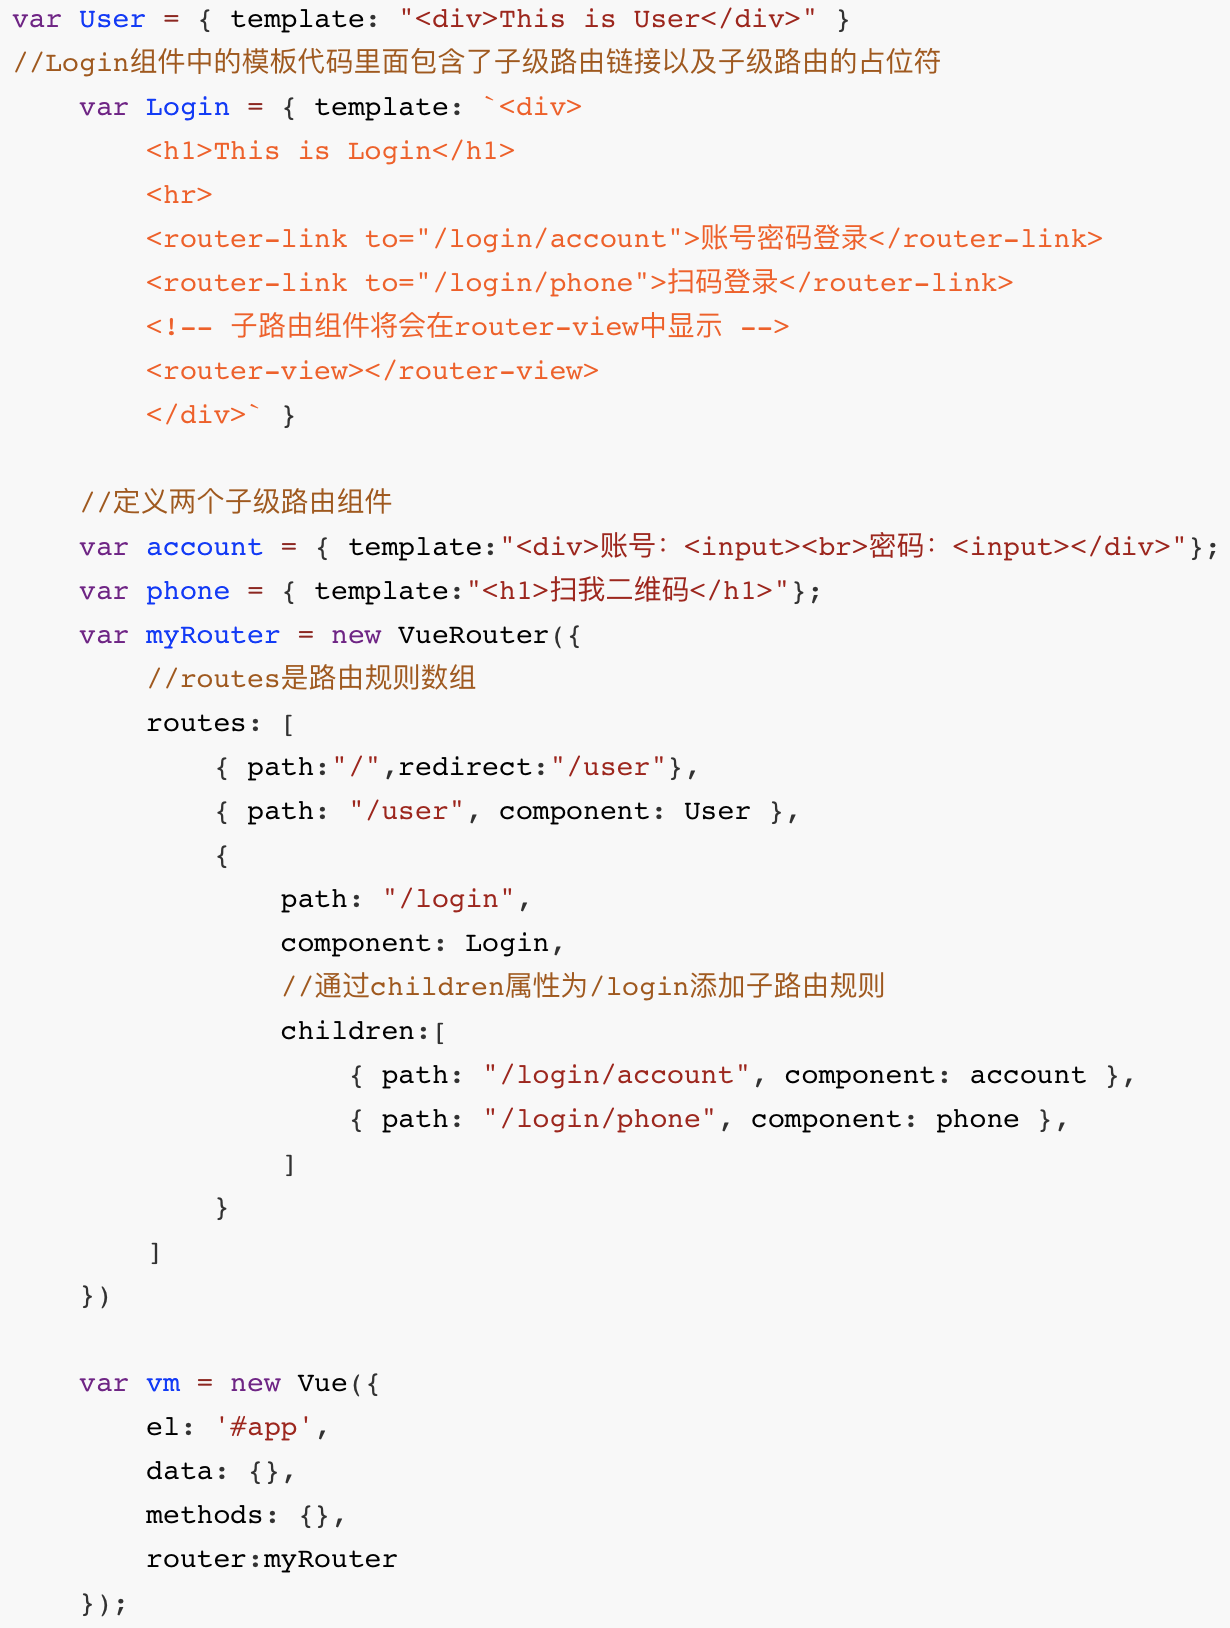 var User = { template: "<div>This is User</div>" }
//Login组件中的模板代码里面包含了子级路由链接以及子级路由的占位符
    var Login = { template: `<div>
        <h1>This is Login</h1>
        <hr>
        <router-link to="/login/account">账号密码登录</router-link>
        <router-link to="/login/phone">扫码登录</router-link>
        <!-- 子路由组件将会在router-view中显示 -->
        <router-view></router-view>
        </div>` }

    //定义两个子级路由组件
    var account = { template:"<div>账号：<input><br>密码：<input></div>"};
    var phone = { template:"<h1>扫我二维码</h1>"};
    var myRouter = new VueRouter({
        //routes是路由规则数组
        routes: [
            { path:"/",redirect:"/user"},
            { path: "/user", component: User },
            {
                path: "/login",
                component: Login,
                //通过children属性为/login添加子路由规则
                children:[
                    { path: "/login/account", component: account },
                    { path: "/login/phone", component: phone },
                ]
            }
        ]
    })

    var vm = new Vue({
        el: '#app',
        data: {},
        methods: {},
        router:myRouter
    });